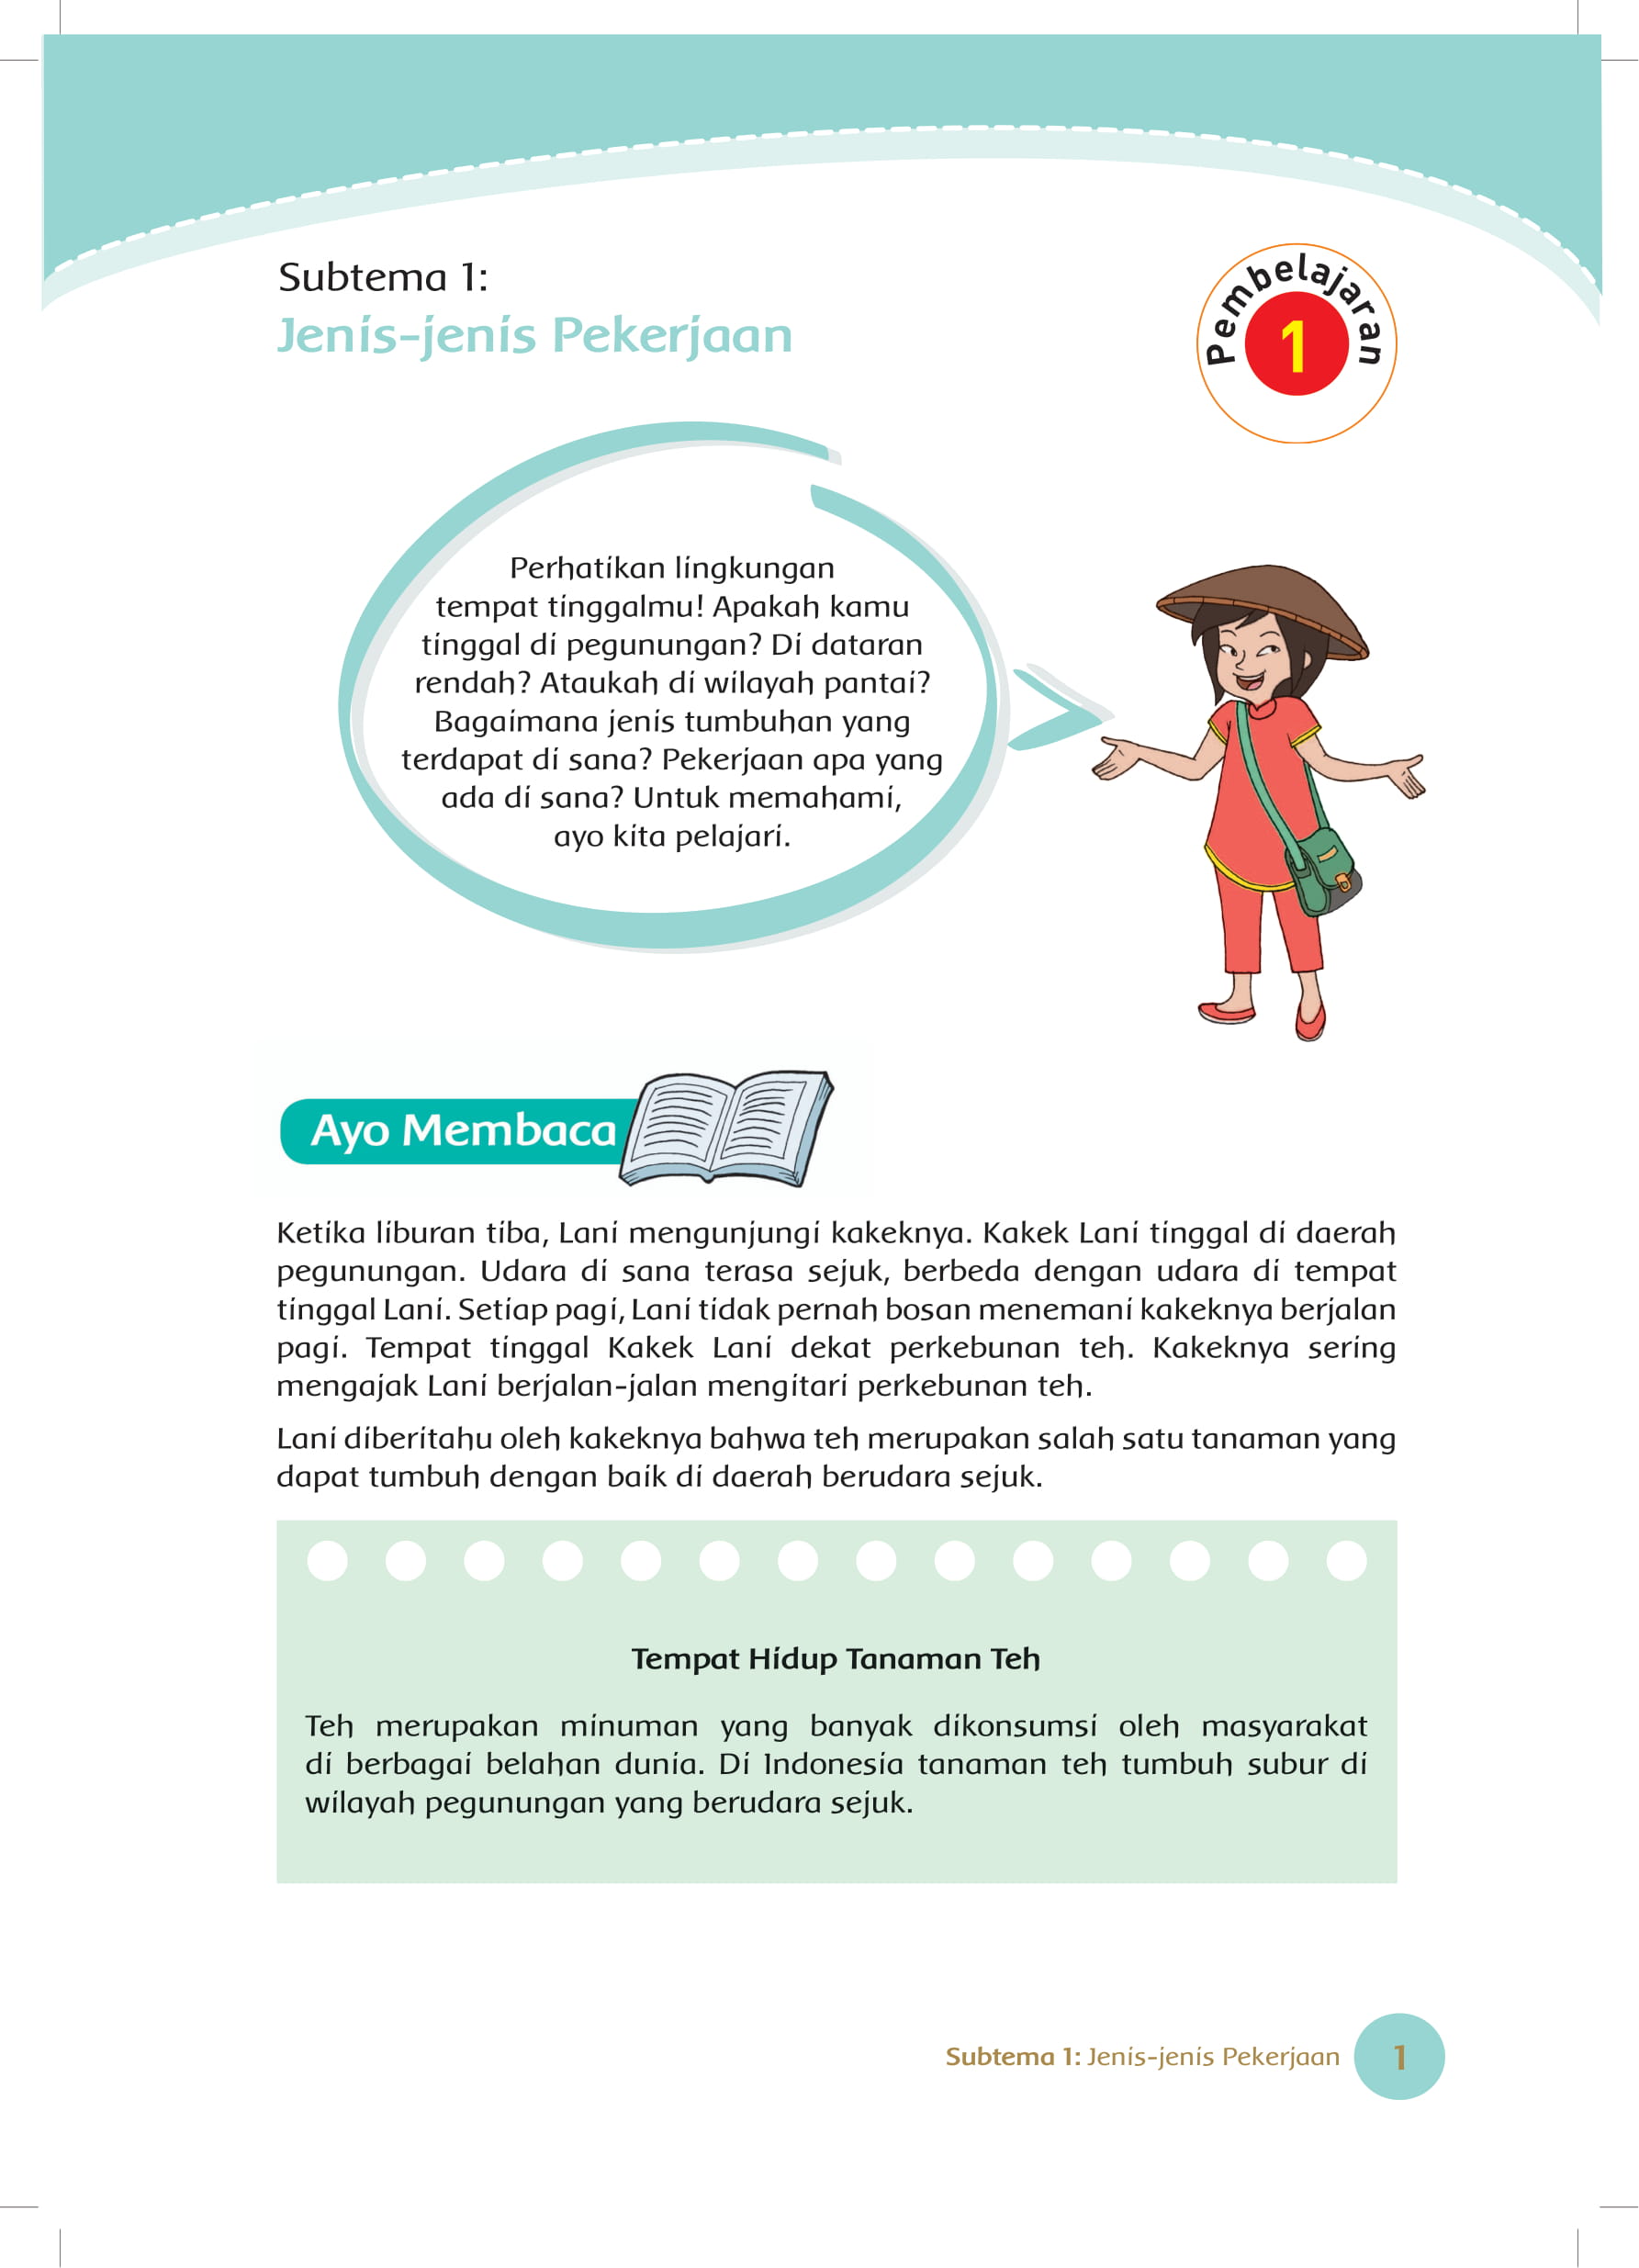 Subtema 1:
Jenis-jenis Pekerjaan
Pembelajaran
1
Perhatikan lingkungan
tempat tinggalmu! Apakah kamu
tinggal di pegunungan? Di dataran
rendah? Ataukah di wilayah pantai?
Bagaimana jenis tumbuhan yang
terdapat di sana? Pekerjaan apa yang
ada di sana? Untuk memahami,
ayo kita pelajari.
Ayo Membaca
Ketika liburan tiba, Lani mengunjungi kakeknya. Kakek Lani tinggal di daerah
pegunungan. Udara di sana terasa sejuk, berbeda dengan udara di tempat
tinggal Lani. Setiap pagi, Lani tidak pernah bosan menemani kakeknya berjalan
pagi. Tempat tinggal Kakek Lani dekat perkebunan teh. Kakeknya sering
mengajak Lani berjalan-jalan mengitari perkebunan teh.
Lani diberitahu oleh kakeknya bahwa teh merupakan salah satu tanaman yang
dapat tumbuh dengan baik di daerah berudara sejuk.
Tempat Hidup Tanaman Teh
Teh merupakan minuman yang banyak dikonsumsi oleh masyarakat
di berbagai belahan dunia. Di Indonesia tanaman teh tumbuh subur di
wilayah pegunungan yang berudara sejuk.
Subtema 1: Jenis-jenis Pekerjaan
1